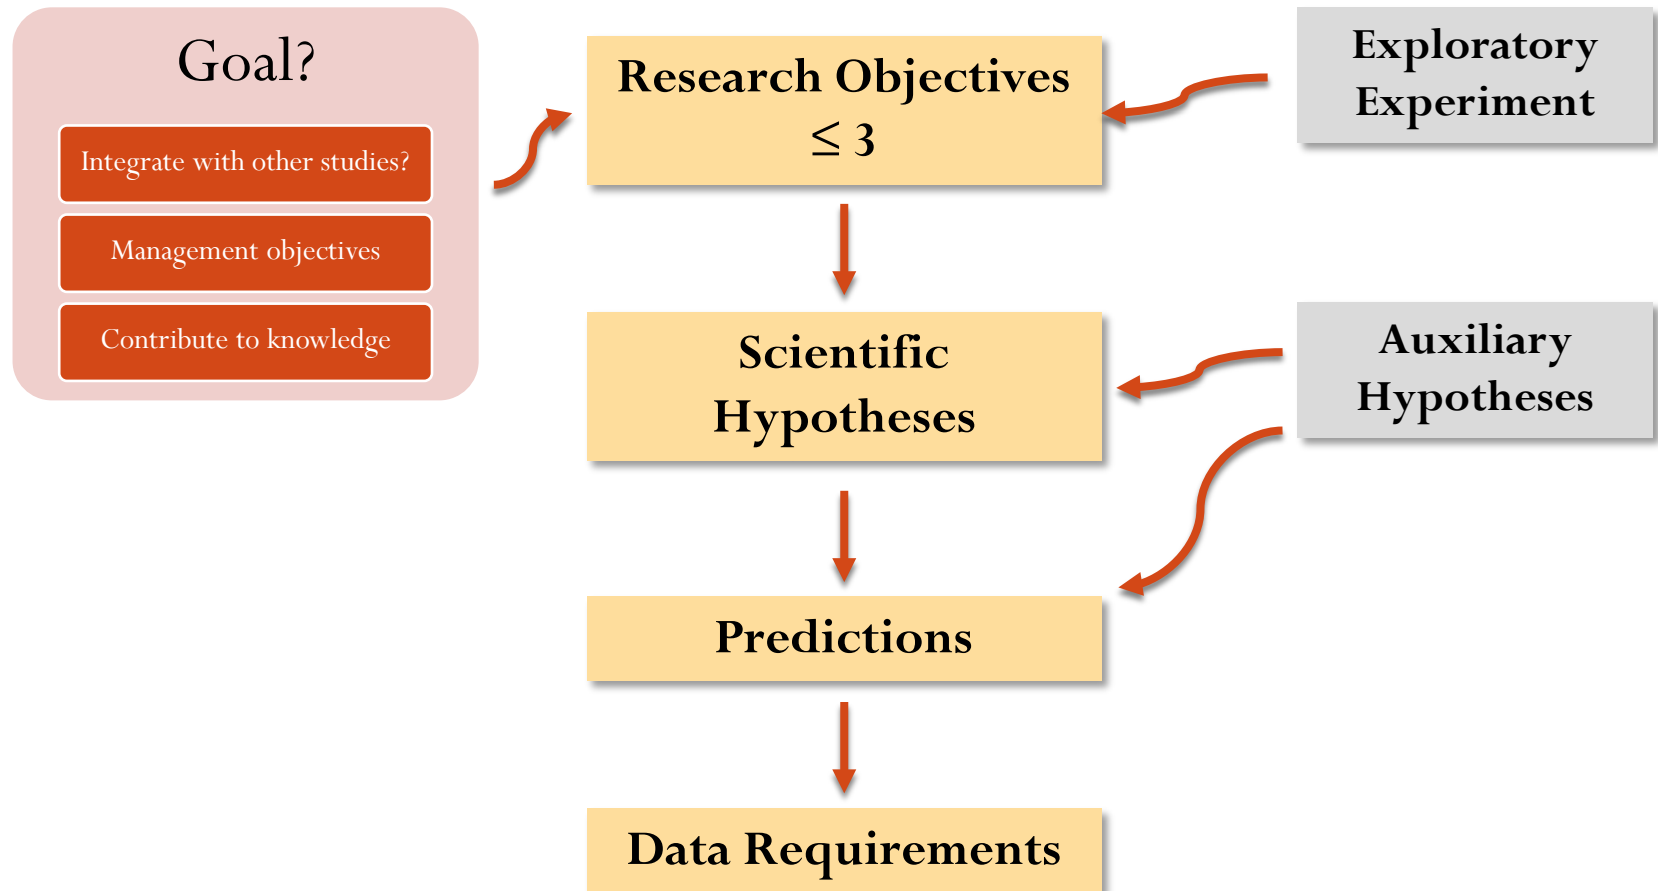 Goal?
Integrate with other studies?
Management objectives
Contribute to knowledge
Research Objectives
≤ 3
Exploratory
Experiment
Scientific
Hypotheses
Auxiliary
Hypotheses
Predictions
Data Requirements